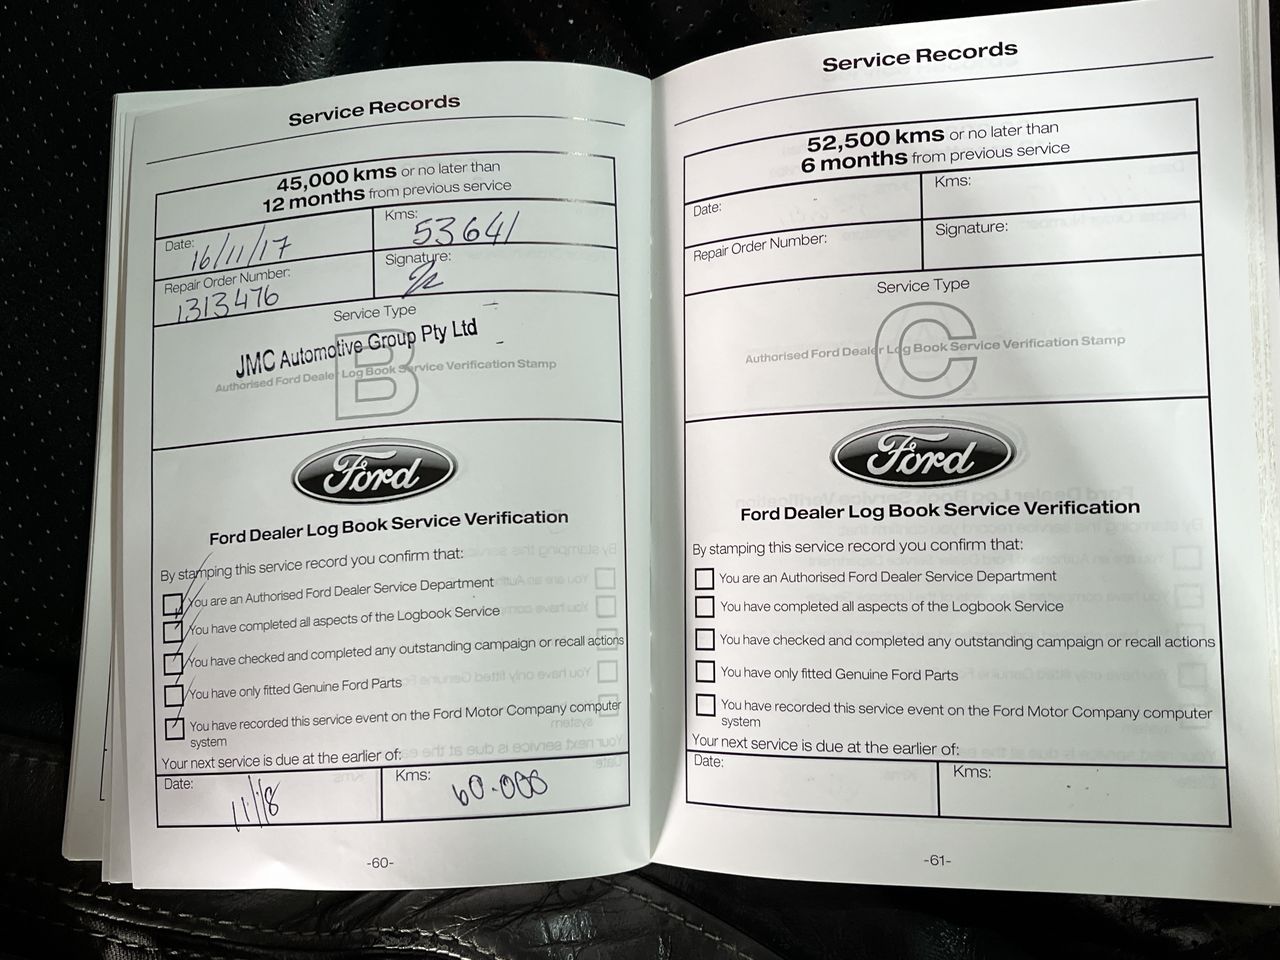 Service Records
45,000 kms or no later than
12 months from previous service
Date: 16/11/17
Kms: 53641
Repair Order Number: 1313476
Signature:
Service Type
B
JMC Automotive Group Pty Ltd
Authorised Ford Dealer Log Book Service Verification Stamp
Ford
Ford Dealer Log Book Service Verification
By stamping this service record you confirm that:
You are an Authorised Ford Dealer Service Department
You have completed all aspects of the Logbook Service
You have checked and completed any outstanding campaign or recall actions
You have only fitted Genuine Ford Parts
You have recorded this service event on the Ford Motor Company computer
system
Your next service is due at the earlier of:
Date: 11/18
Kms: 60.000
-60-
Service Records
52,500 kms or no later than
6 months from previous service
Date:
Kms:
Repair Order Number:
Signature:
Service Type
C
Authorised Ford Dealer Log Book Service Verification Stamp
Ford
Ford Dealer Log Book Service Verification
By stamping this service record you confirm that:
You are an Authorised Ford Dealer Service Department
You have completed all aspects of the Logbook Service
You have checked and completed any outstanding campaign or recall actions
You have only fitted Genuine Ford Parts
You have recorded this service event on the Ford Motor Company computer
system
Your next service is due at the earlier of:
Date:
Kms:
-61-